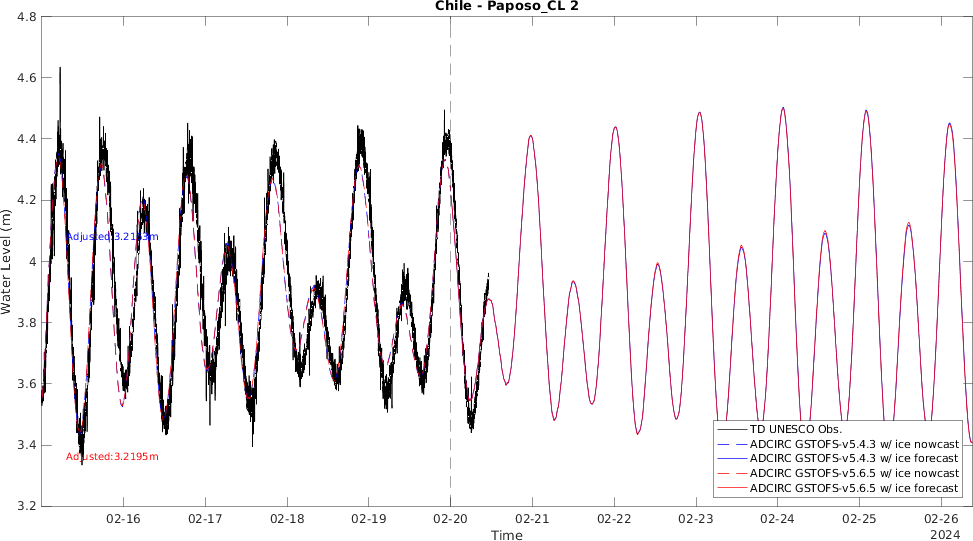 Chile - Paposo_CL 2
4.8
4.6
4.4
4.2
4
3.8
3.6
3.4
3.2
Water Level (m)
Adjusted:3.2195m
TD UNESCO Obs.
ADCIRC GSTOFS-v5.4.3 w/ ice nowcast
ADCIRC GSTOFS-v5.4.3 w/ ice forecast
ADCIRC GSTOFS-v5.6.5 w/ ice nowcast
ADCIRC GSTOFS-v5.6.5 w/ ice forecast
02-16 02-17 02-18 02-19 02-20 02-21 02-22 02-23 02-24 02-25 02-26
2024
Time